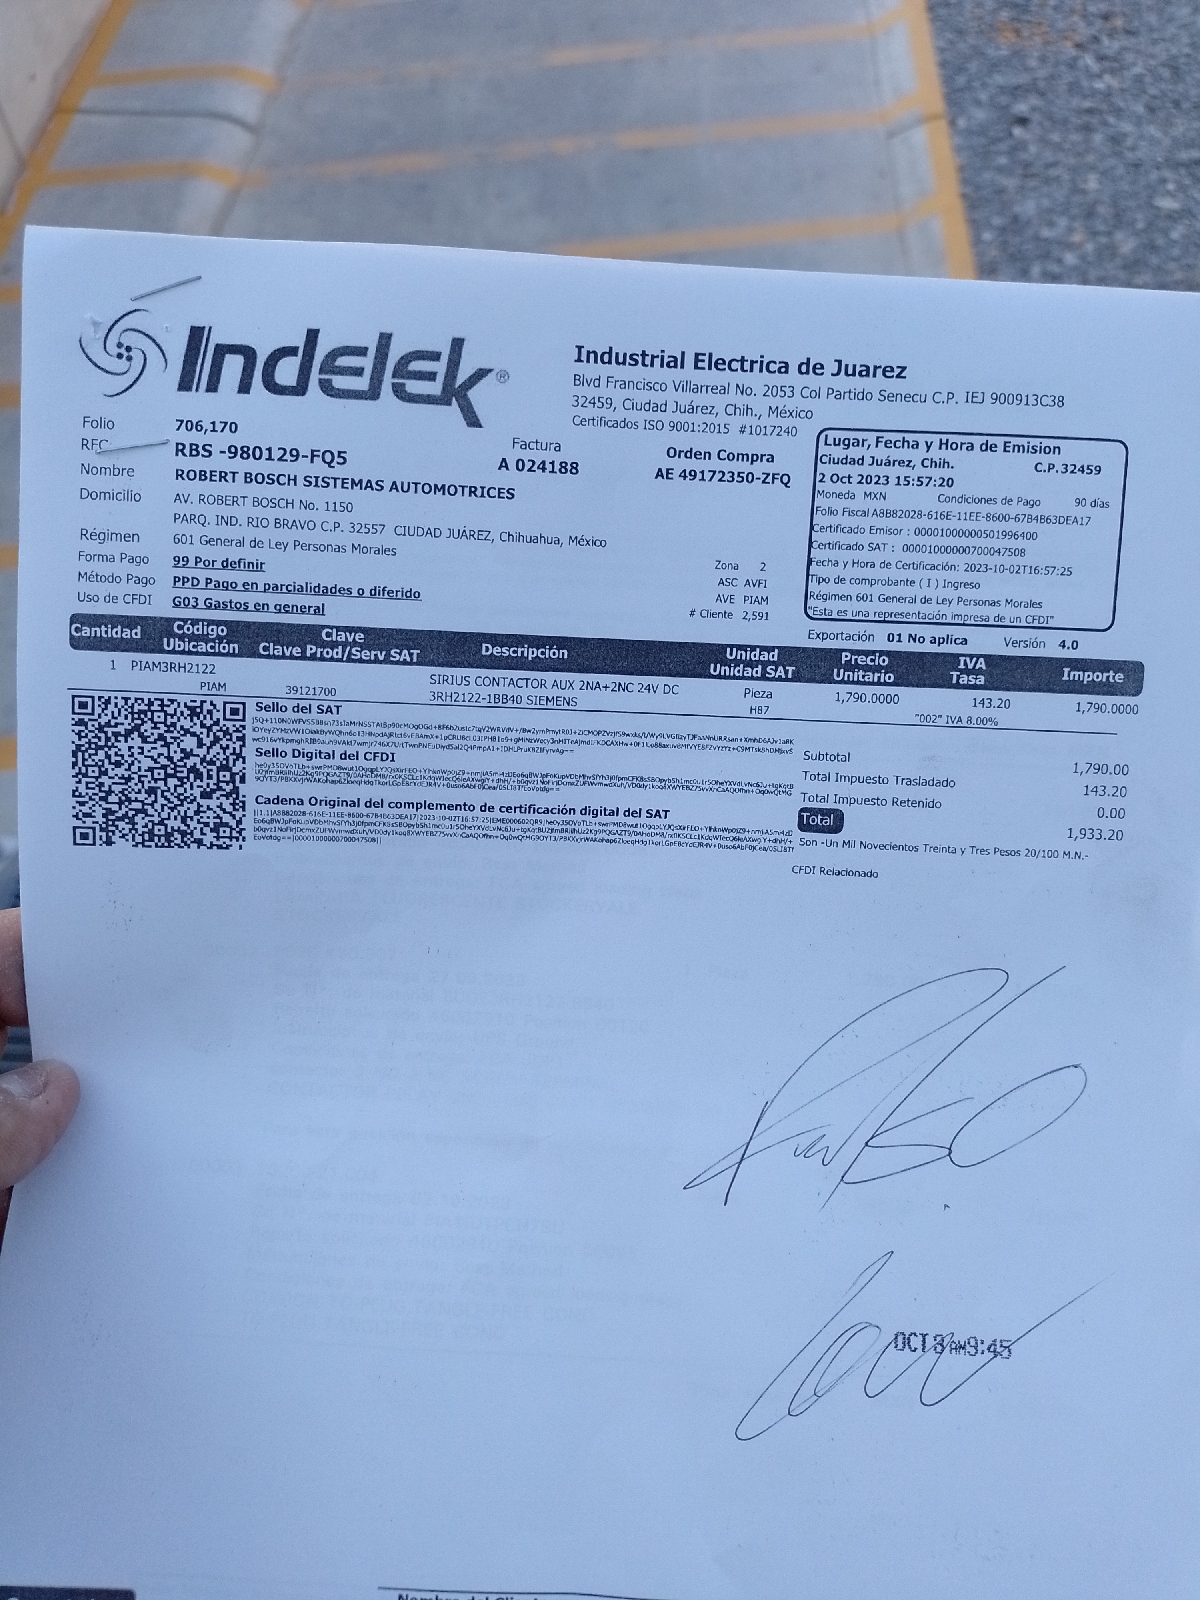 Indelek®
Industrial Electrica de Juarez
Blvd Francisco Villarreal No. 2053 Col Partido Senecu C.P. IEJ 900913C38
32459, Ciudad Juárez, Chih., México
Certificados ISO 9001:2015 #1017240
Folio 706,170
RFC RBS -980129-FQ5
Factura
A 024188
Orden Compra
AE 49172350-ZFQ
Nombre ROBERT BOSCH SISTEMAS AUTOMOTRICES
Domicilio AV. ROBERT BOSCH No. 1150
PARQ. IND. RIO BRAVO C.P. 32557 CIUDAD JUÁREZ, Chihuahua, México
Régimen 601 General de Ley Personas Morales
Forma Pago 99 Por definir
Método Pago PPD Pago en parcialidades o diferido
Uso de CFDI G03 Gastos en general
Zona 2
ASC AVFI
AVE PIAM
# Cliente 2,591
Lugar, Fecha y Hora de Emision
Ciudad Juárez, Chih. C.P. 32459
2 Oct 2023 15:57:20
Moneda MXN Condiciones de Pago 90 días
Folio Fiscal A8B82028-616E-11EE-8600-67B4B63DEA17
Certificado Emisor : 00001000000501996400
Certificado SAT : 00001000000700047508
Fecha y Hora de Certificación: 2023-10-02T16:57:25
Tipo de comprobante ( I ) Ingreso
Régimen 601 General de Ley Personas Morales
"Esta es una representación impresa de un CFDI"
Exportación 01 No aplica Versión 4.0
Cantidad Código Ubicación Clave Clave Prod/Serv SAT Descripción Unidad Unidad SAT Precio Unitario IVA Tasa Importe
1 PIAM3RH2122 SIRIUS CONTACTOR AUX 2NA+2NC 24V DC Pieza 1,790.0000 143.20 1,790.0000
PIAM 39121700 3RH2122-1BB40 SIEMENS H87 "002" IVA 8.00%
Sello del SAT
Sello Digital del CFDI
Cadena Original del complemento de certificación digital del SAT
Subtotal 1,790.00
Total Impuesto Trasladado 143.20
Total Impuesto Retenido 0.00
Total 1,933.20
Son -Un Mil Novecientos Treinta y Tres Pesos 20/100 M.N.-
CFDI Relacionado
OCT 3 AM 9:45